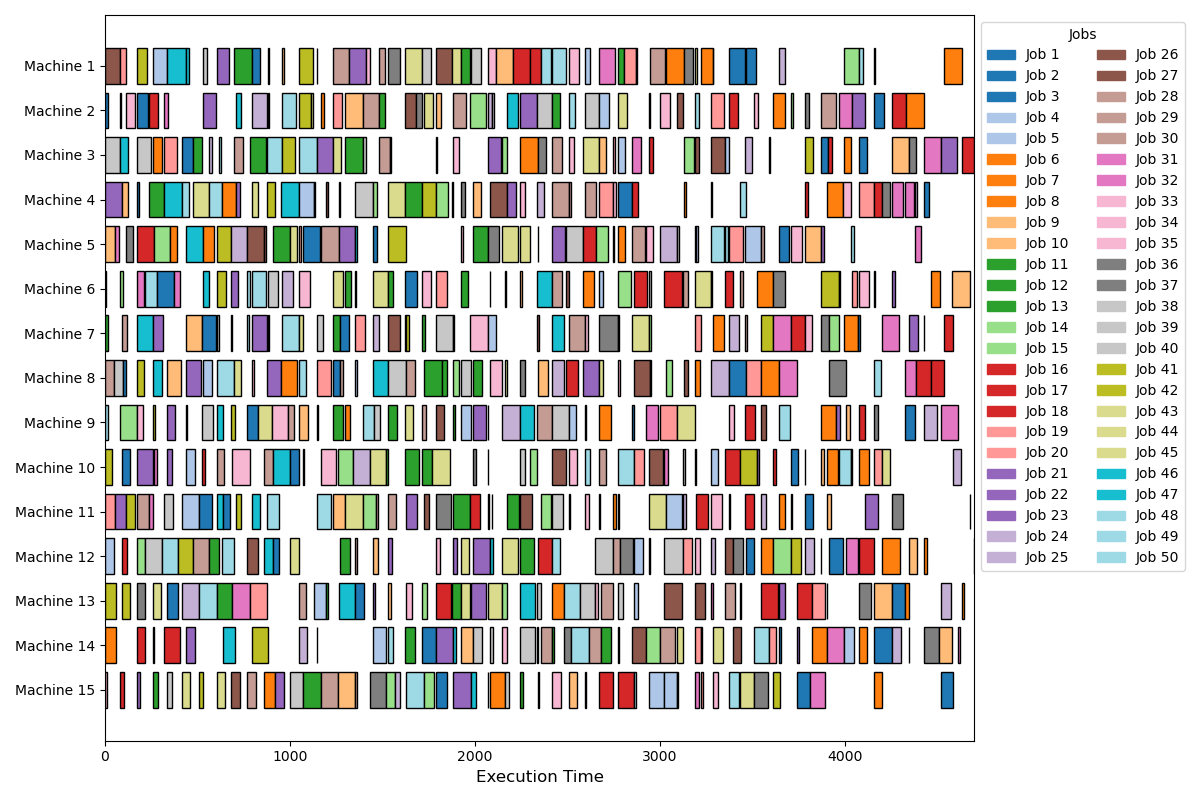 Machine 1
Machine 2
Machine 3
Machine 4
Machine 5
Machine 6
Machine 7
Machine 8
Machine 9
Machine 10
Machine 11
Machine 12
Machine 13
Machine 14
Machine 15
0 1000 2000 3000 4000
Execution Time
Jobs
Job 1
Job 2
Job 3
Job 4
Job 5
Job 6
Job 7
Job 8
Job 9
Job 10
Job 11
Job 12
Job 13
Job 14
Job 15
Job 16
Job 17
Job 18
Job 19
Job 20
Job 21
Job 22
Job 23
Job 24
Job 25
Job 26
Job 27
Job 28
Job 29
Job 30
Job 31
Job 32
Job 33
Job 34
Job 35
Job 36
Job 37
Job 38
Job 39
Job 40
Job 41
Job 42
Job 43
Job 44
Job 45
Job 46
Job 47
Job 48
Job 49
Job 50